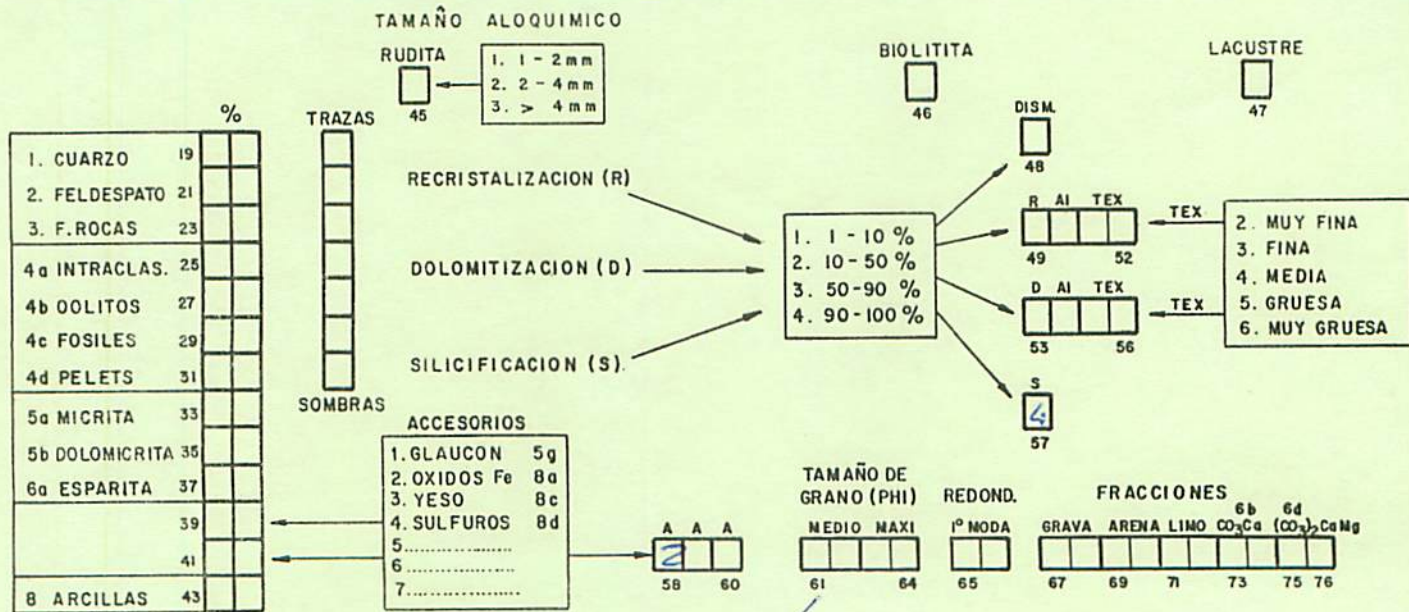 TAMAÑO ALOQUIMICO
RUDITA
1. 1 - 2 mm
2. 2 - 4 mm
3. > 4 mm
45
BIOLITITA
46
LACUSTRE
47
%
TRAZAS
1. CUARZO 19
2. FELDESPATO 21
3. F. ROCAS 23
4a INTRACLAS. 25
4b OOLITOS 27
4c FOSILES 29
4d PELETS 31
5a MICRITA 33
5b DOLOMICRITA 35
6a ESPARITA 37
39
41
8 ARCILLAS 43
SOMBRAS
RECRISTALIZACION (R)
DOLOMITIZACION (D)
SILICIFICACION (S).
1. 1 - 10 %
2. 10 - 50 %
3. 50 - 90 %
4. 90 - 100 %
DISM.
48
R AI TEX
49 52
TEX
D AI TEX
53 56
TEX
2. MUY FINA
3. FINA
4. MEDIA
5. GRUESA
6. MUY GRUESA
S
4
57
ACCESORIOS
1. GLAUCON 5g
2. OXIDOS Fe 8a
3. YESO 8c
4. SULFUROS 8d
5..................
6..................
7..................
A A A
2
58 60
TAMAÑO DE
GRANO (PHI)
MEDIO MAXI
61 64
REDOND.
1º MODA
65
FRACCIONES
6b 6d
GRAVA ARENA LIMO CO3Ca (CO3)2CaMg
67 69 71 73 75 76